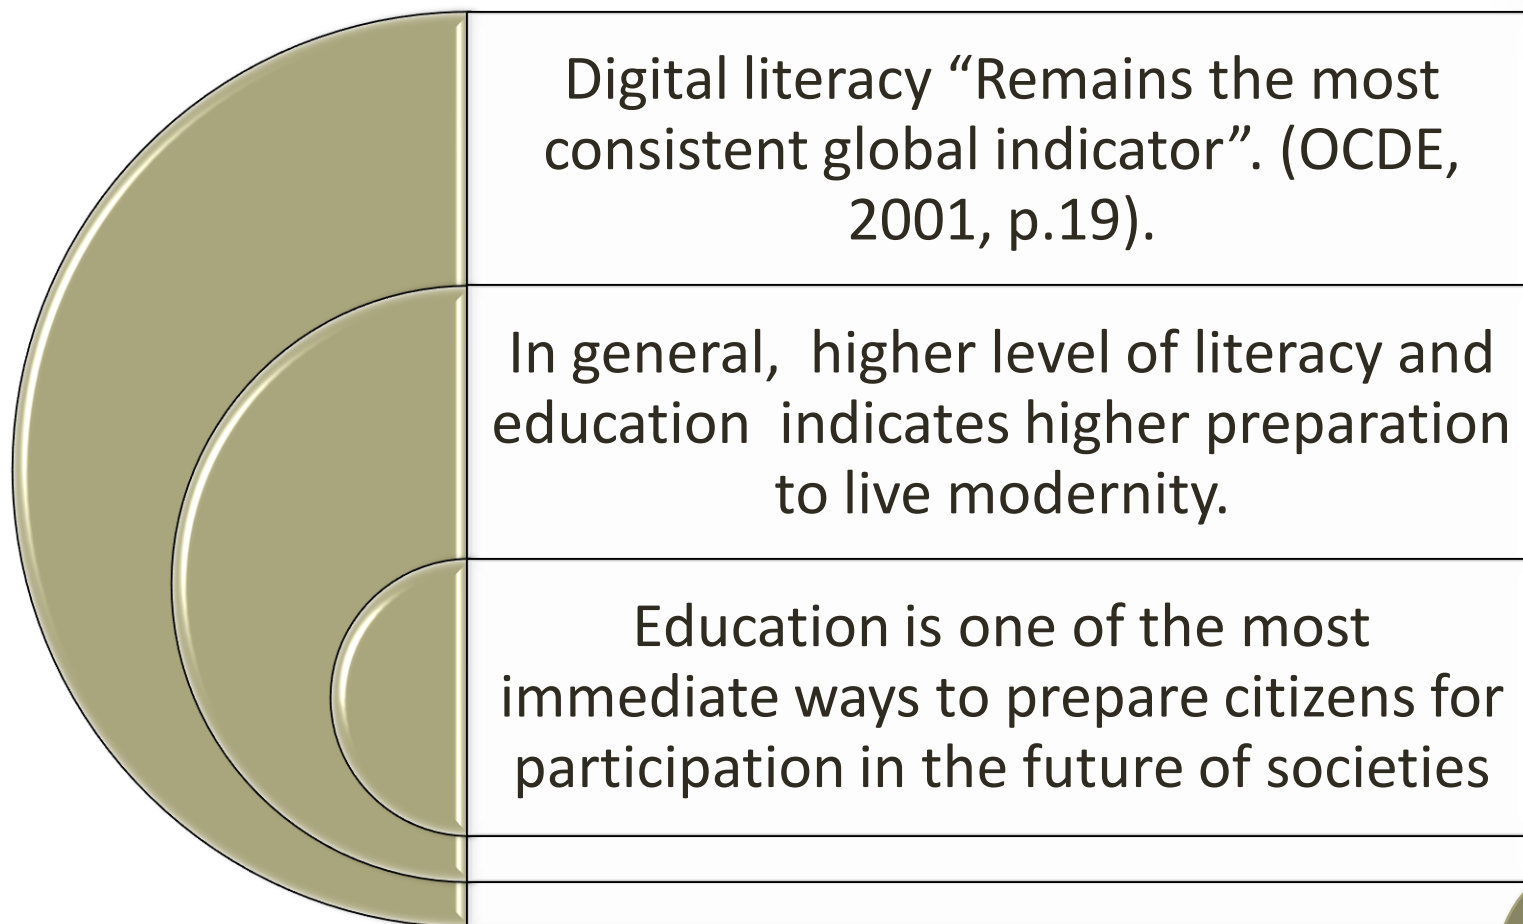 Digital literacy “Remains the most
consistent global indicator”. (OCDE,
2001, p.19).
In general,  higher level of literacy and
education  indicates higher preparation
to live modernity.
Education is one of the most
immediate ways to prepare citizens for
participation in the future of societies